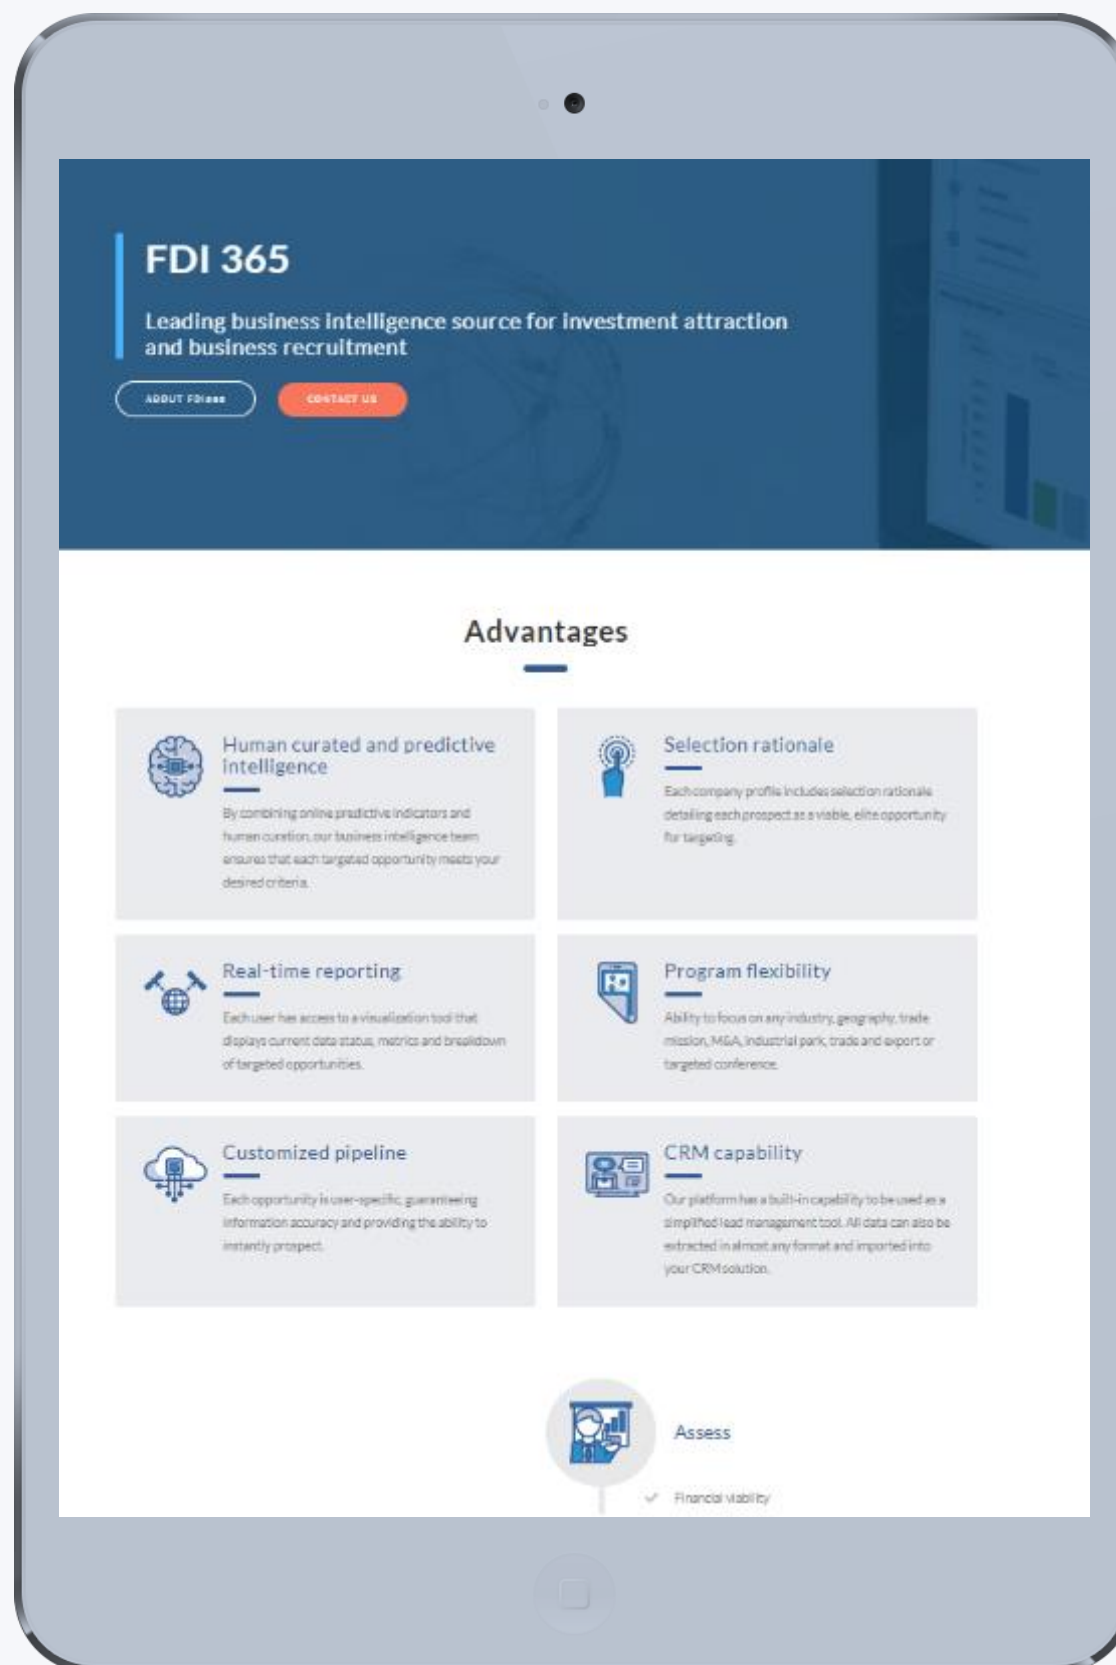 FDI 365
Leading business intelligence source for investment attraction
and business recruitment
ABOUT FDI365
CONTACT US
Advantages
Human curated and predictive
intelligence
By combining online predictive indicators and
human curation, our business intelligence team
ensures that each targeted opportunity meets your
desired criteria.
Selection rationale
Each company profile includes selection rationale
detailing each prospect as a viable, elite opportunity
for targeting.
Real-time reporting
Each user has access to a visualization tool that
displays current data status, metrics and breakdown
of targeted opportunities.
Program flexibility
Ability to focus on any industry, geography, trade
mission, M&A, industrial park, trade and export or
targeted conference.
Customized pipeline
Each opportunity is user-specific, guaranteeing
information accuracy and providing the ability to
instantly prospect.
CRM capability
Our platform has a built-in capability to be used as a
simplified lead management tool. All data can also be
extracted in almost any format and imported into
your CRM solution.
Assess
Financial viability